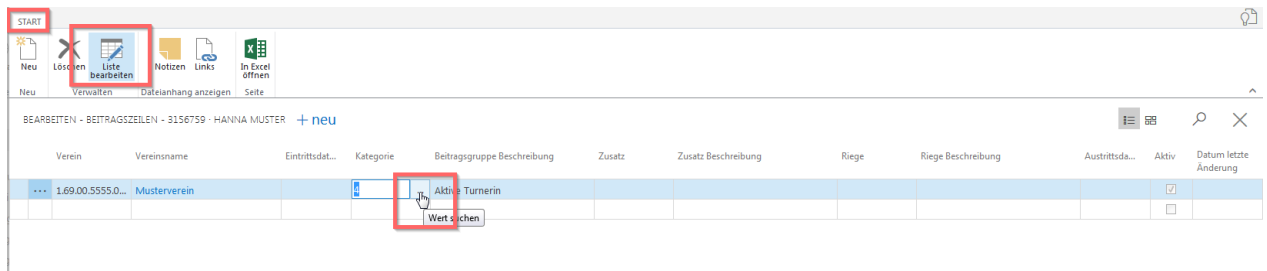 START
Neu
Löschen
Liste
bearbeiten
Notizen
Links
In Excel
öffnen
Neu
Verwalten
Dateianhang anzeigen
Seite
BEARBEITEN - BEITRAGSZEILEN - 3156759 · HANNA MUSTER + neu
Verein Vereinsname Eintrittsdat... Kategorie Beitragsgruppe Beschreibung Zusatz Zusatz Beschreibung Riege Riege Beschreibung Austrittsda... Aktiv Datum letzte
Änderung
... 1.69.00.5555.0... Musterverein 4 Aktive Turnerin
Wert suchen